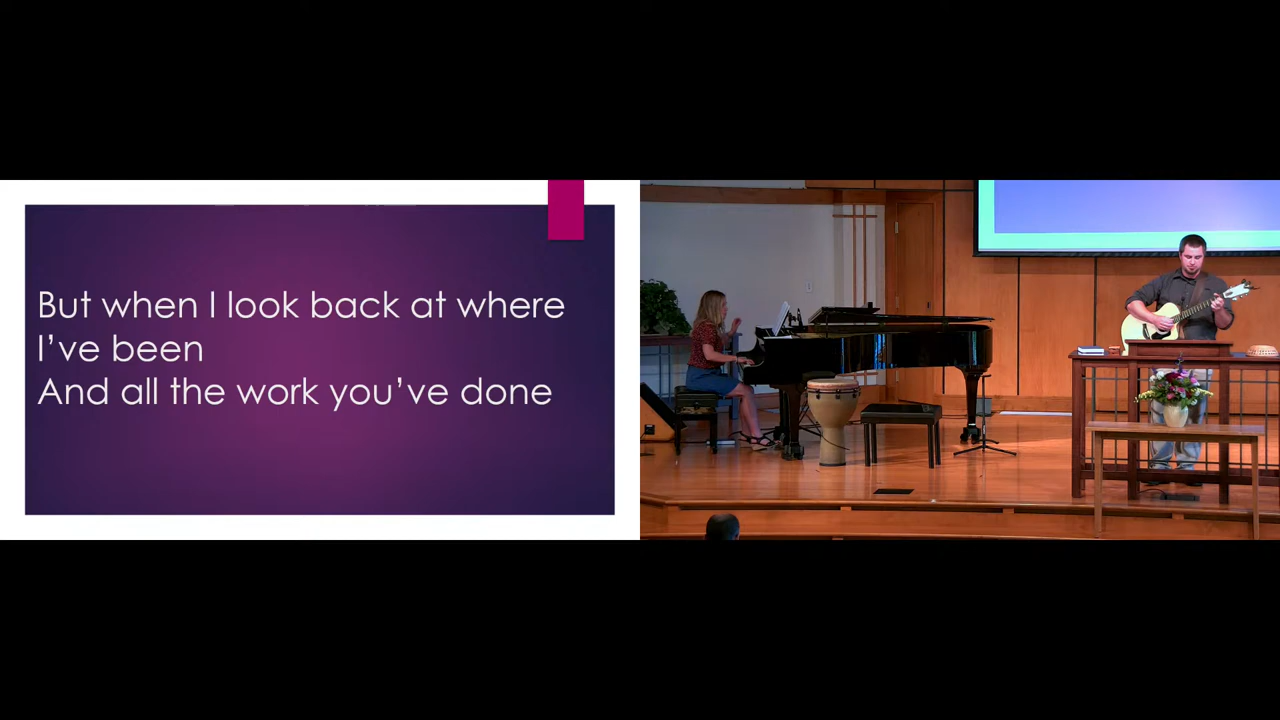 But when I look back at where
I’ve been
And all the work you’ve done